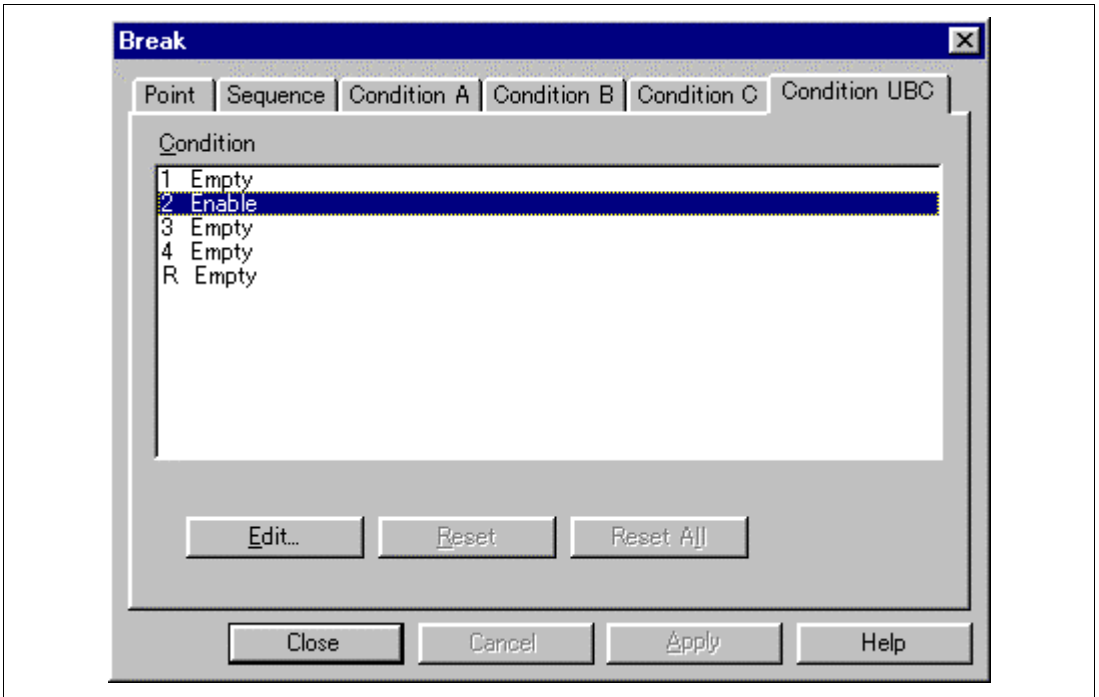 Break
Point Sequence Condition A Condition B Condition C Condition UBC
Condition
1 Empty
2 Enable
3 Empty
4 Empty
R Empty
Edit... Reset Reset All
Close Cancel Apply Help